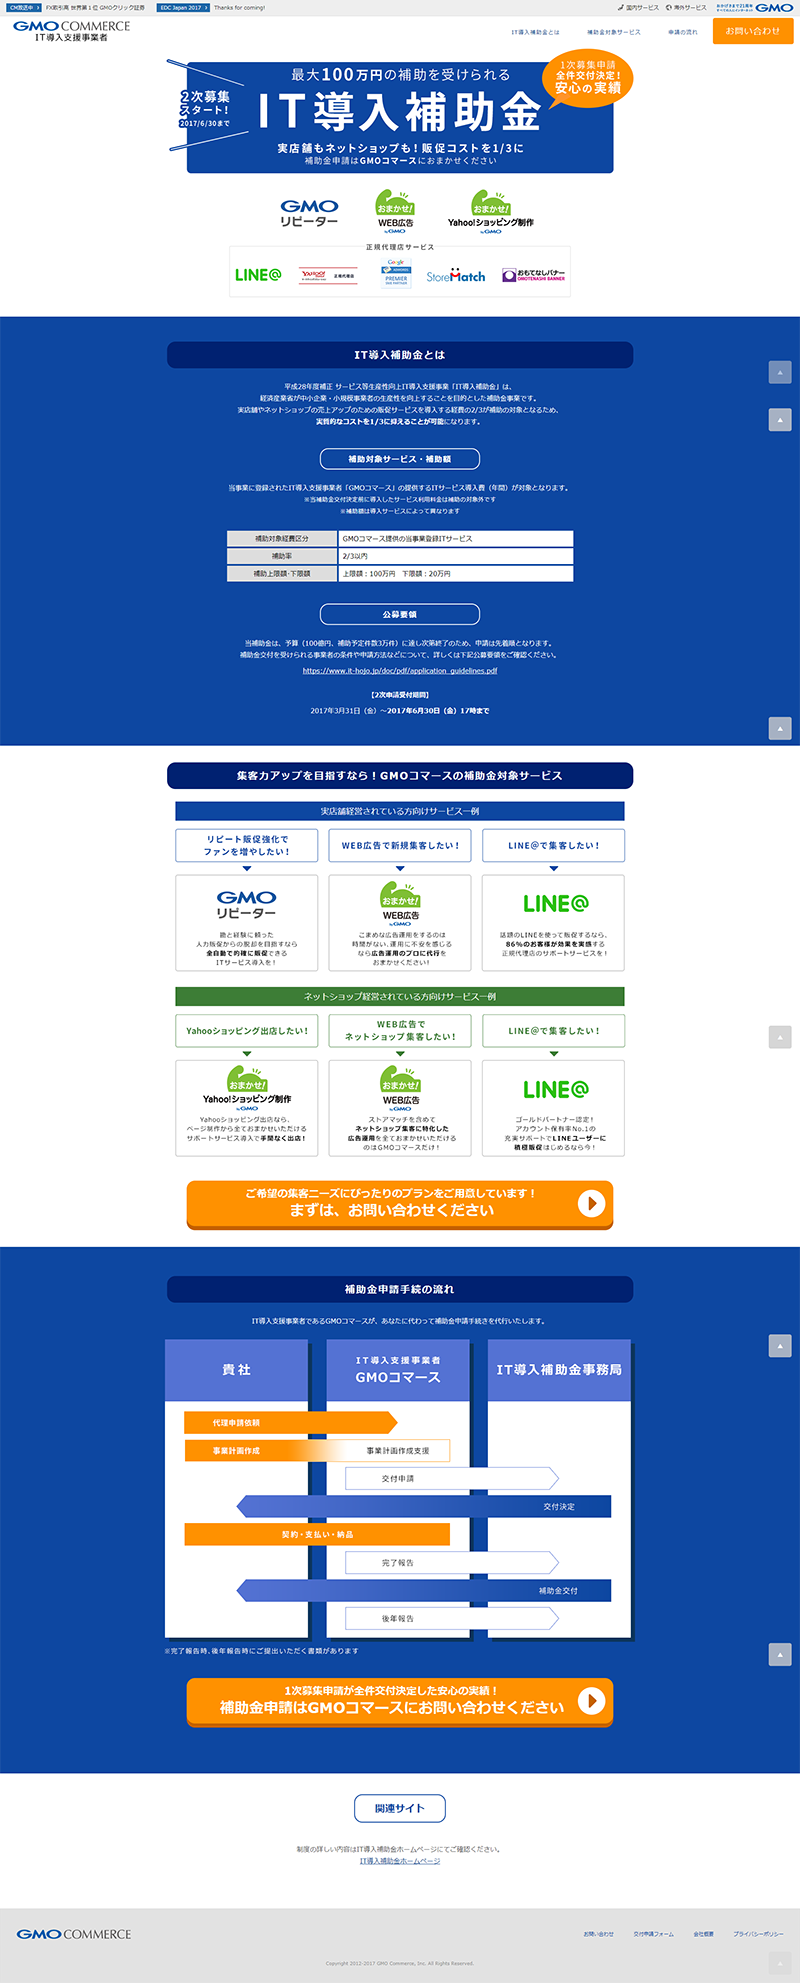 CM放送中 FX取引高 世界第1位 GMOクリック証券 EDC Japan 2017 Thanks for coming!
国内サービス 海外サービス おかげさまで21周年 すべての人にインターネット GMO
GMO COMMERCE
IT導入支援事業者
IT導入補助金とは 補助金対象サービス 申請の流れ お問い合わせ
2次募集
スタート!
2017/6/30まで
最大100万円の補助を受けられる
IT導入補助金
実店舗もネットショップも!販促コストを1/3に
補助金申請はGMOコマースにおまかせください
1次募集申請
全件交付決定!
安心の実績
GMO
リピーター
おまかせ!
WEB広告
by GMO
おまかせ!
Yahoo!ショッピング制作
by GMO
正規代理店サービス
LINE@
YAHOO! 正規代理店
Google
PREMIER
StoreMatch
おもてなしバナー
OMOTENASHI BANNER
IT導入補助金とは
平成28年度補正 サービス等生産性向上IT導入支援事業「IT導入補助金」は、
経済産業省が中小企業・小規模事業者の生産性を向上することを目的とした補助金事業です。
実店舗やネットショップの売上アップのための販促サービスを導入する経費の2/3が補助の対象となるため、
実質的なコストを1/3に抑えることが可能になります。
補助対象サービス・補助額
当事業に登録されたIT導入支援事業者「GMOコマース」の提供するITサービス導入費(年間)が対象となります。
※当補助金交付決定前に導入したサービス利用料金は補助の対象外です
※補助額は導入サービスによって異なります
補助対象経費区分 GMOコマース提供の当事業登録ITサービス
補助率 2/3以内
補助上限額・下限額 上限額:100万円 下限額:20万円
公募要領
当補助金は、予算(100億円、補助予定件数3万件)に達し次第終了のため、申請は先着順となります。
補助金交付を受けられる事業者の条件や申請方法などについて、詳しくは下記公募要領をご確認ください。
https://www.it-hojo.jp/doc/pdf/application_guidelines.pdf
【2次申請受付期間】
2017年3月31日(金)~2017年6月30日(金)17時まで
集客力アップを目指すなら!GMOコマースの補助金対象サービス
実店舗経営されている方向けサービス一例
リピート販促強化で
ファンを増やしたい!
WEB広告で新規集客したい!
LINE@で集客したい!
GMO
リピーター
勘と経験に頼った
人力販促からの脱却を目指すなら
全自動で的確に販促できる
ITサービス導入を!
おまかせ!
WEB広告
by GMO
こまめな広告運用をするのは
時間がない、運用に不安を感じる
なら広告運用のプロに代行を
おまかせください!
LINE@
話題のLINEを使って販促するなら、
86%のお客様が効果を実感する
正規代理店のサポートサービスを!
ネットショップ経営されている方向けサービス一例
Yahooショッピング出店したい!
WEB広告で
ネットショップ集客したい!
LINE@で集客したい!
おまかせ!
Yahoo!ショッピング制作
by GMO
Yahooショッピング出店なら、
ページ制作から全ておまかせいただける
サポートサービス導入で手間なく出店!
おまかせ!
WEB広告
by GMO
ストアマッチを含めて
ネットショップ集客に特化した
広告運用を全ておまかせいただける
のはGMOコマースだけ!
LINE@
ゴールドパートナー認定!
アカウント保有率No.1の
充実サポートでLINEユーザーに
積極販促はじめるなら今!
ご希望の集客ニーズにぴったりのプランをご用意しています!
まずは、お問い合わせください
補助金申請手続の流れ
IT導入支援事業者であるGMOコマースが、あなたに代わって補助金申請手続きを代行いたします。
貴社
IT導入支援事業者
GMOコマース
IT導入補助金事務局
代理申請依頼
事業計画作成 事業計画作成支援
交付申請
交付決定
契約・支払い・納品
完了報告
補助金交付
後年報告
※完了報告時、後年報告時にご提出いただく書類があります
1次募集申請が全件交付決定した安心の実績!
補助金申請はGMOコマースにお問い合わせください
関連サイト
制度の詳しい内容はIT導入補助金ホームページにてご確認ください。
IT導入補助金ホームページ
GMO COMMERCE
お問い合わせ 交付申請フォーム 会社概要 プライバシーポリシー
Copyright 2012-2017 GMO Commerce, Inc. All Rights Reserved.